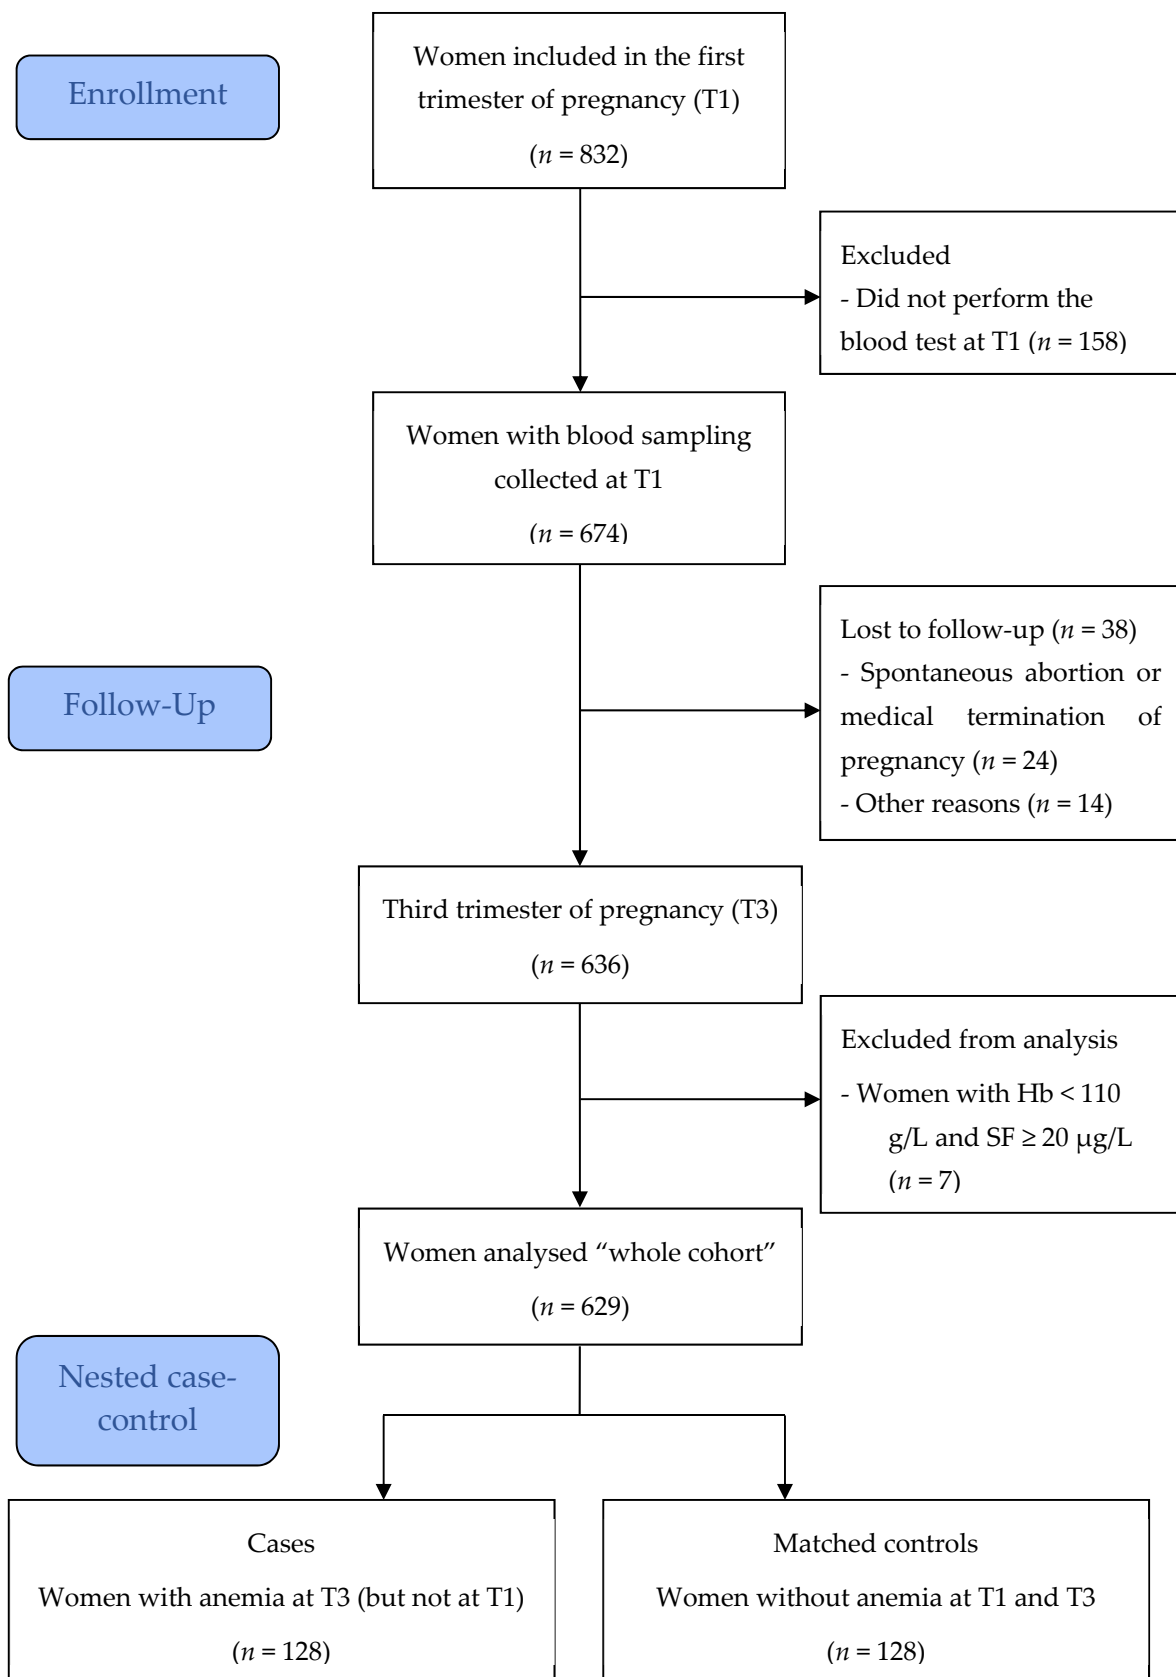 Enrollment
Women included in the first
trimester of pregnancy (T1)
(n = 832)
Excluded
- Did not perform the
blood test at T1 (n = 158)
Women with blood sampling
collected at T1
(n = 674)
Lost to follow-up (n = 38)
- Spontaneous abortion or
medical termination of
pregnancy (n = 24)
- Other reasons (n = 14)
Follow-Up
Third trimester of pregnancy (T3)
(n = 636)
Excluded from analysis
- Women with Hb < 110
g/L and SF ≥ 20 µg/L
(n = 7)
Women analysed “whole cohort”
(n = 629)
Nested case-
control
Cases
Women with anemia at T3 (but not at T1)
(n = 128)
Matched controls
Women without anemia at T1 and T3
(n = 128)